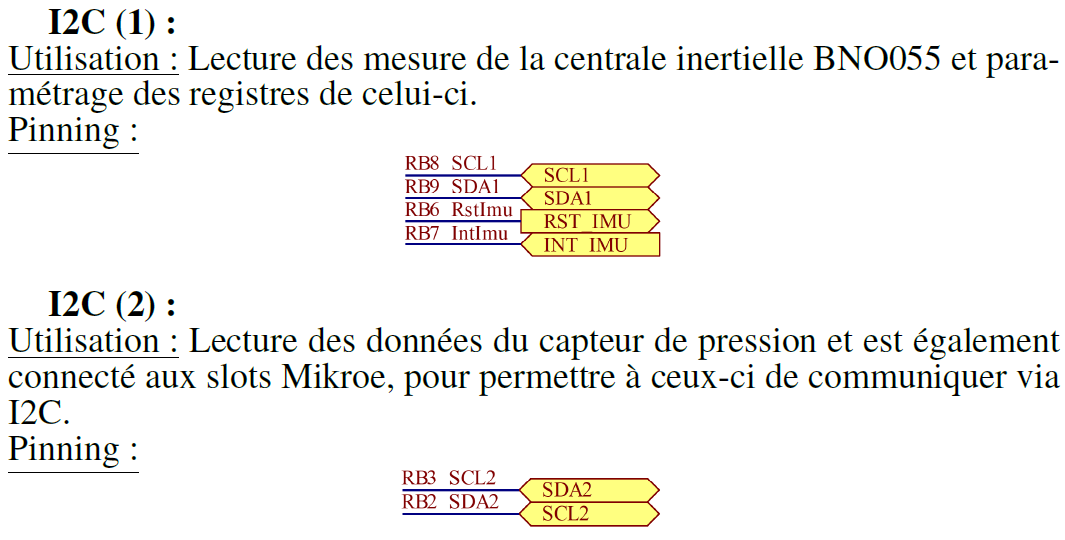 I2C (1) :
Utilisation : Lecture des mesure de la centrale inertielle BNO055 et para-
métrage des registres de celui-ci.
Pinning :
RB8 SCL1 SCL1
RB9 SDA1 SDA1
RB6 RstImu RST_IMU
RB7 IntImu INT_IMU
I2C (2) :
Utilisation : Lecture des données du capteur de pression et est également
connecté aux slots Mikroe, pour permettre à ceux-ci de communiquer via
I2C.
Pinning :
RB3 SCL2 SDA2
RB2 SDA2 SCL2